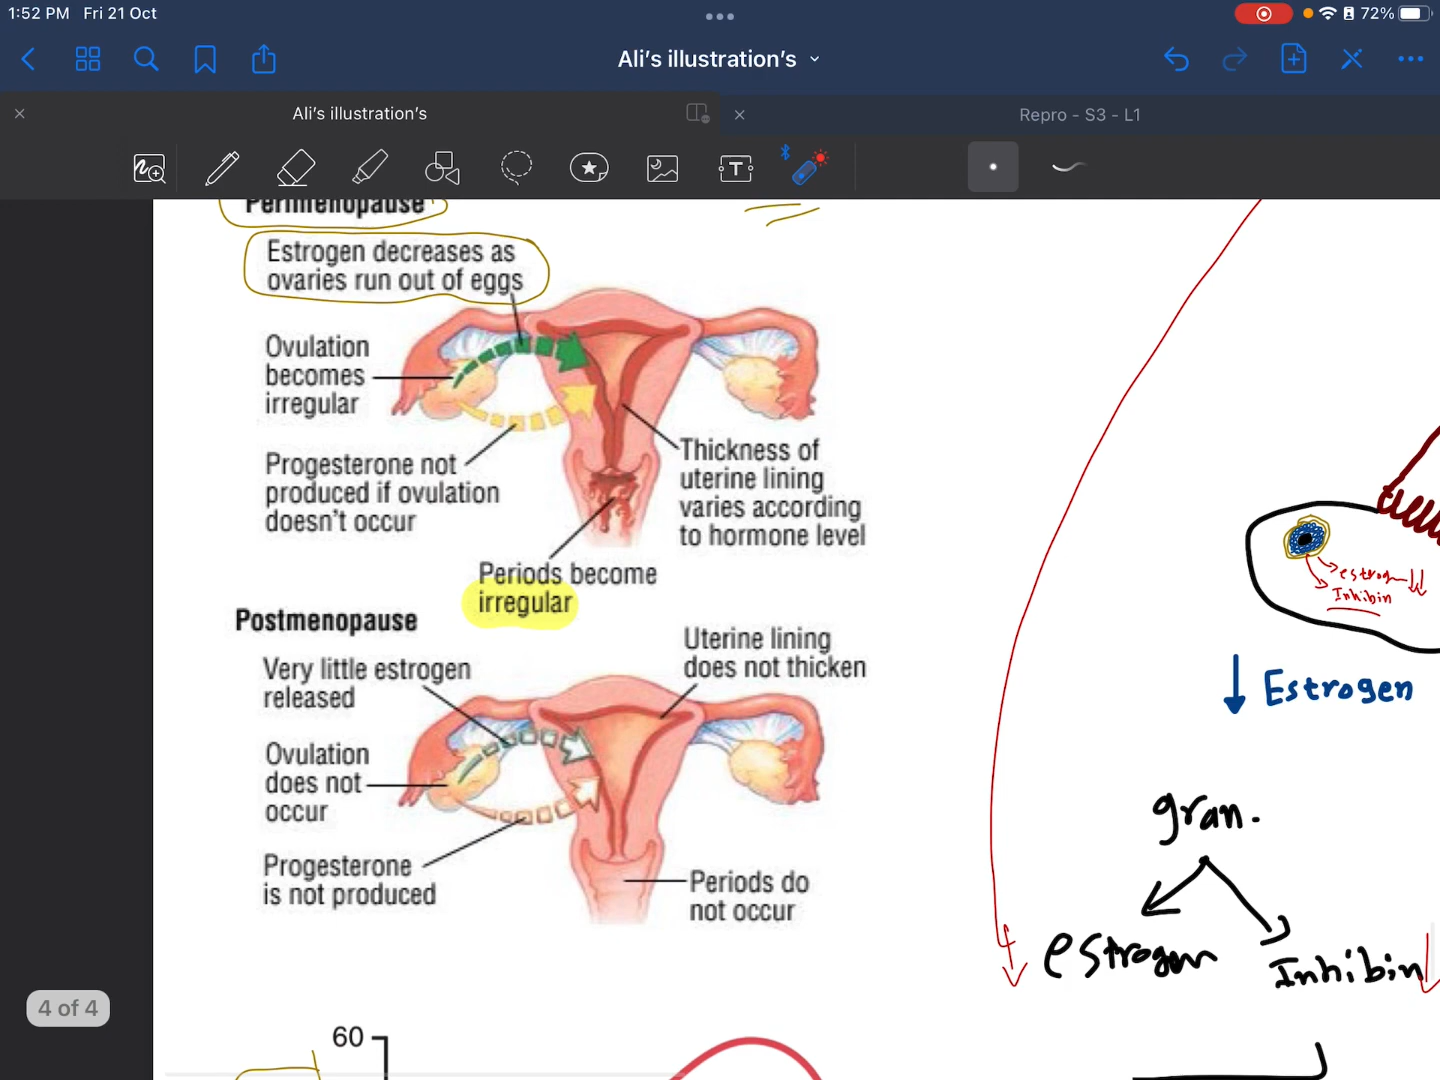 1:52 PM Fri 21 Oct
72%
Ali's illustration's
Ali's illustration's
Repro - S3 - L1
T
Perimenopause
Estrogen decreases as
ovaries run out of eggs
Ovulation
becomes
irregular
Progesterone not
produced if ovulation
doesn't occur
Thickness of
uterine lining
varies according
to hormone level
Periods become
irregular
Postmenopause
Very little estrogen
released
Uterine lining
does not thicken
Ovulation
does not
occur
Progesterone
is not produced
Periods do
not occur
estrogen
Inhibin
Estrogen
gran.
estrogen
Inhibin
4 of 4
60